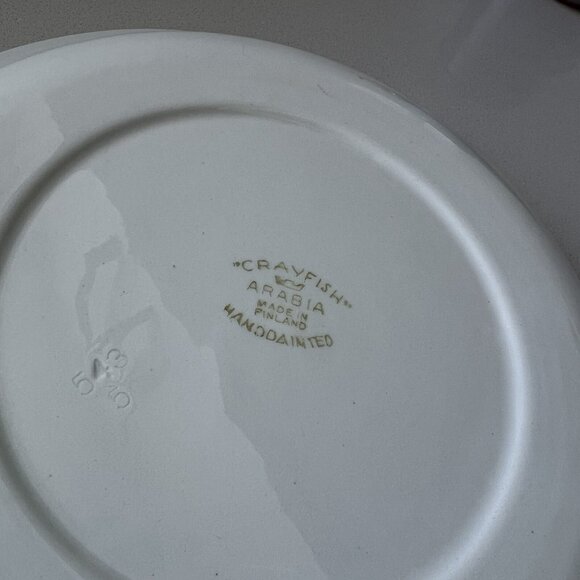 "CRAYFISH"
ARABIA
MADE IN
FINLAND
HANDPAINTED